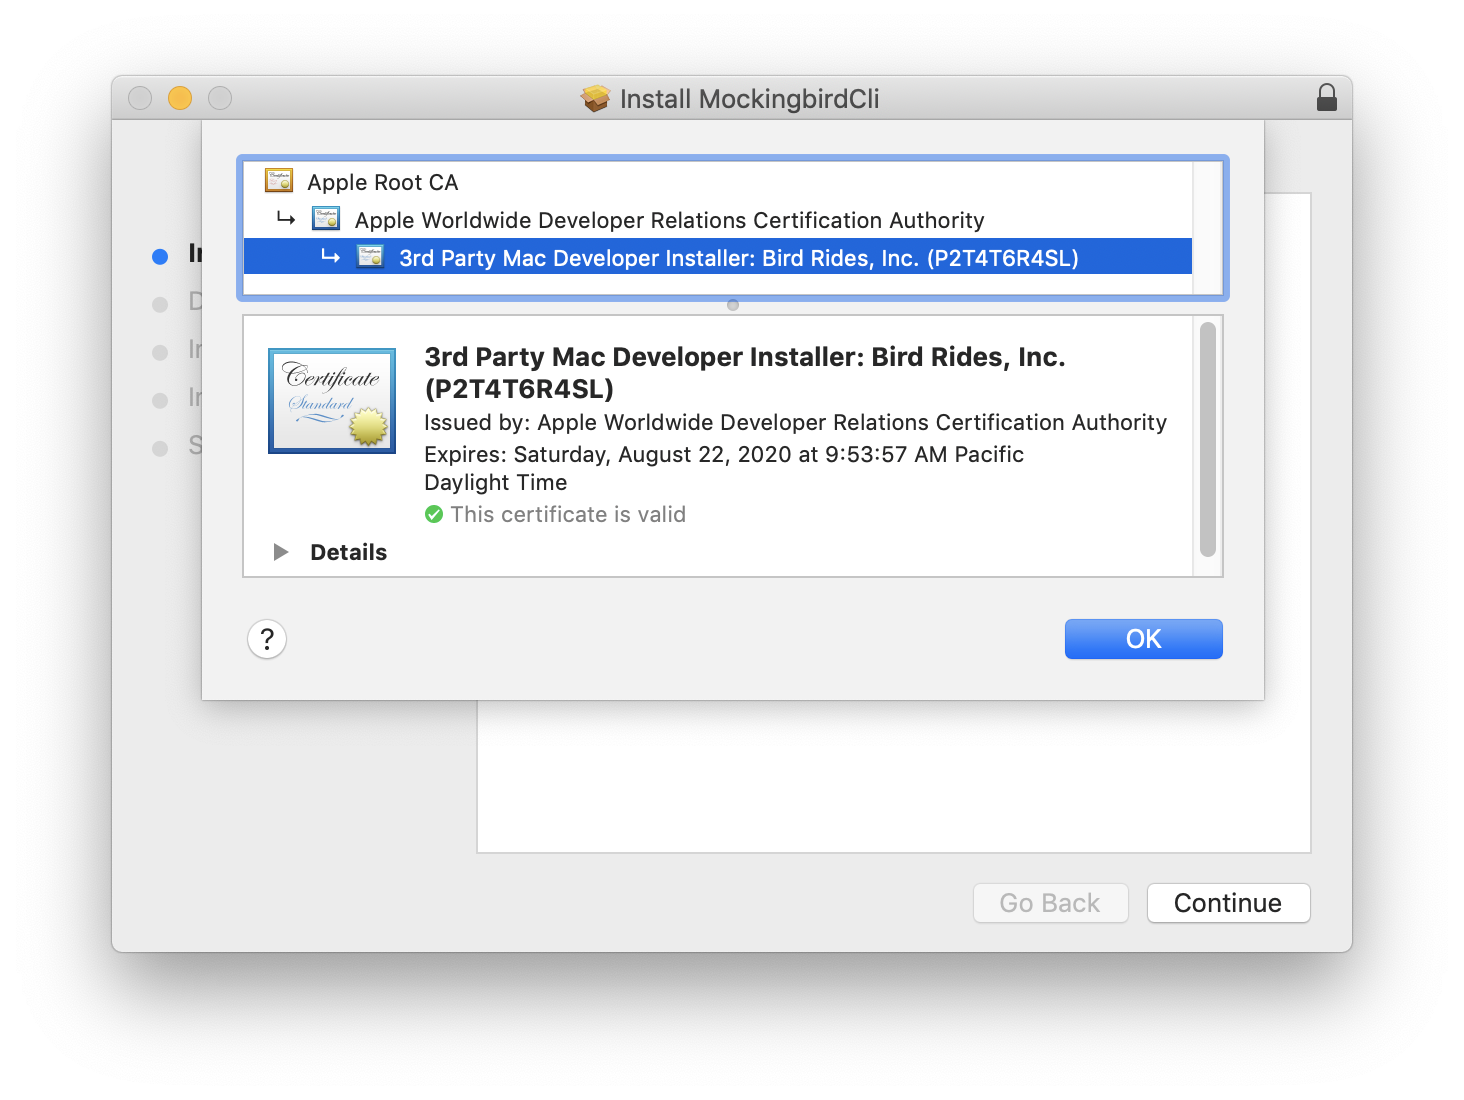 Install MockingbirdCli
Apple Root CA
Apple Worldwide Developer Relations Certification Authority
3rd Party Mac Developer Installer: Bird Rides, Inc. (P2T4T6R4SL)
Certificate
Standard
3rd Party Mac Developer Installer: Bird Rides, Inc.
(P2T4T6R4SL)
Issued by: Apple Worldwide Developer Relations Certification Authority
Expires: Saturday, August 22, 2020 at 9:53:57 AM Pacific
Daylight Time
This certificate is valid
Details
?
OK
Go Back
Continue